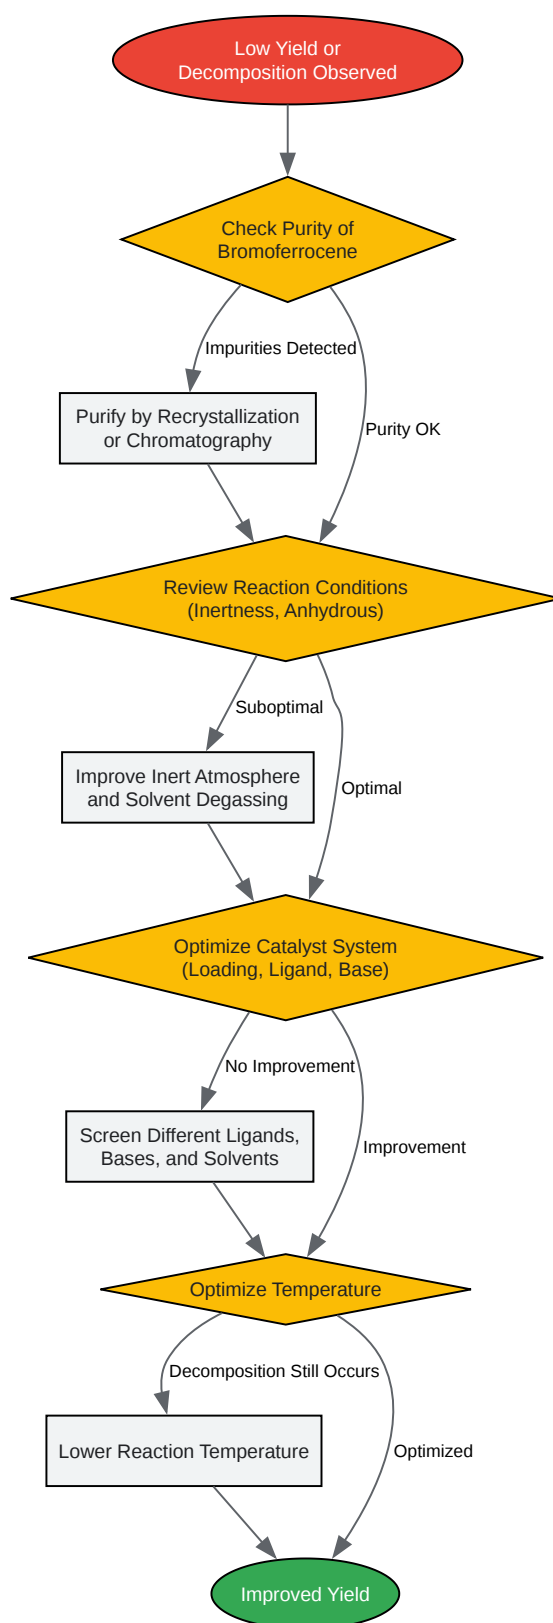 Low Yield or
Decomposition Observed
Check Purity of
Bromoferrocene
Impurities Detected
Purify by Recrystallization
or Chromatography
Purity OK
Review Reaction Conditions
(Inertness, Anhydrous)
Suboptimal
Improve Inert Atmosphere
and Solvent Degassing
Optimal
Optimize Catalyst System
(Loading, Ligand, Base)
No Improvement
Screen Different Ligands,
Bases, and Solvents
Improvement
Optimize Temperature
Decomposition Still Occurs
Lower Reaction Temperature
Optimized
Improved Yield